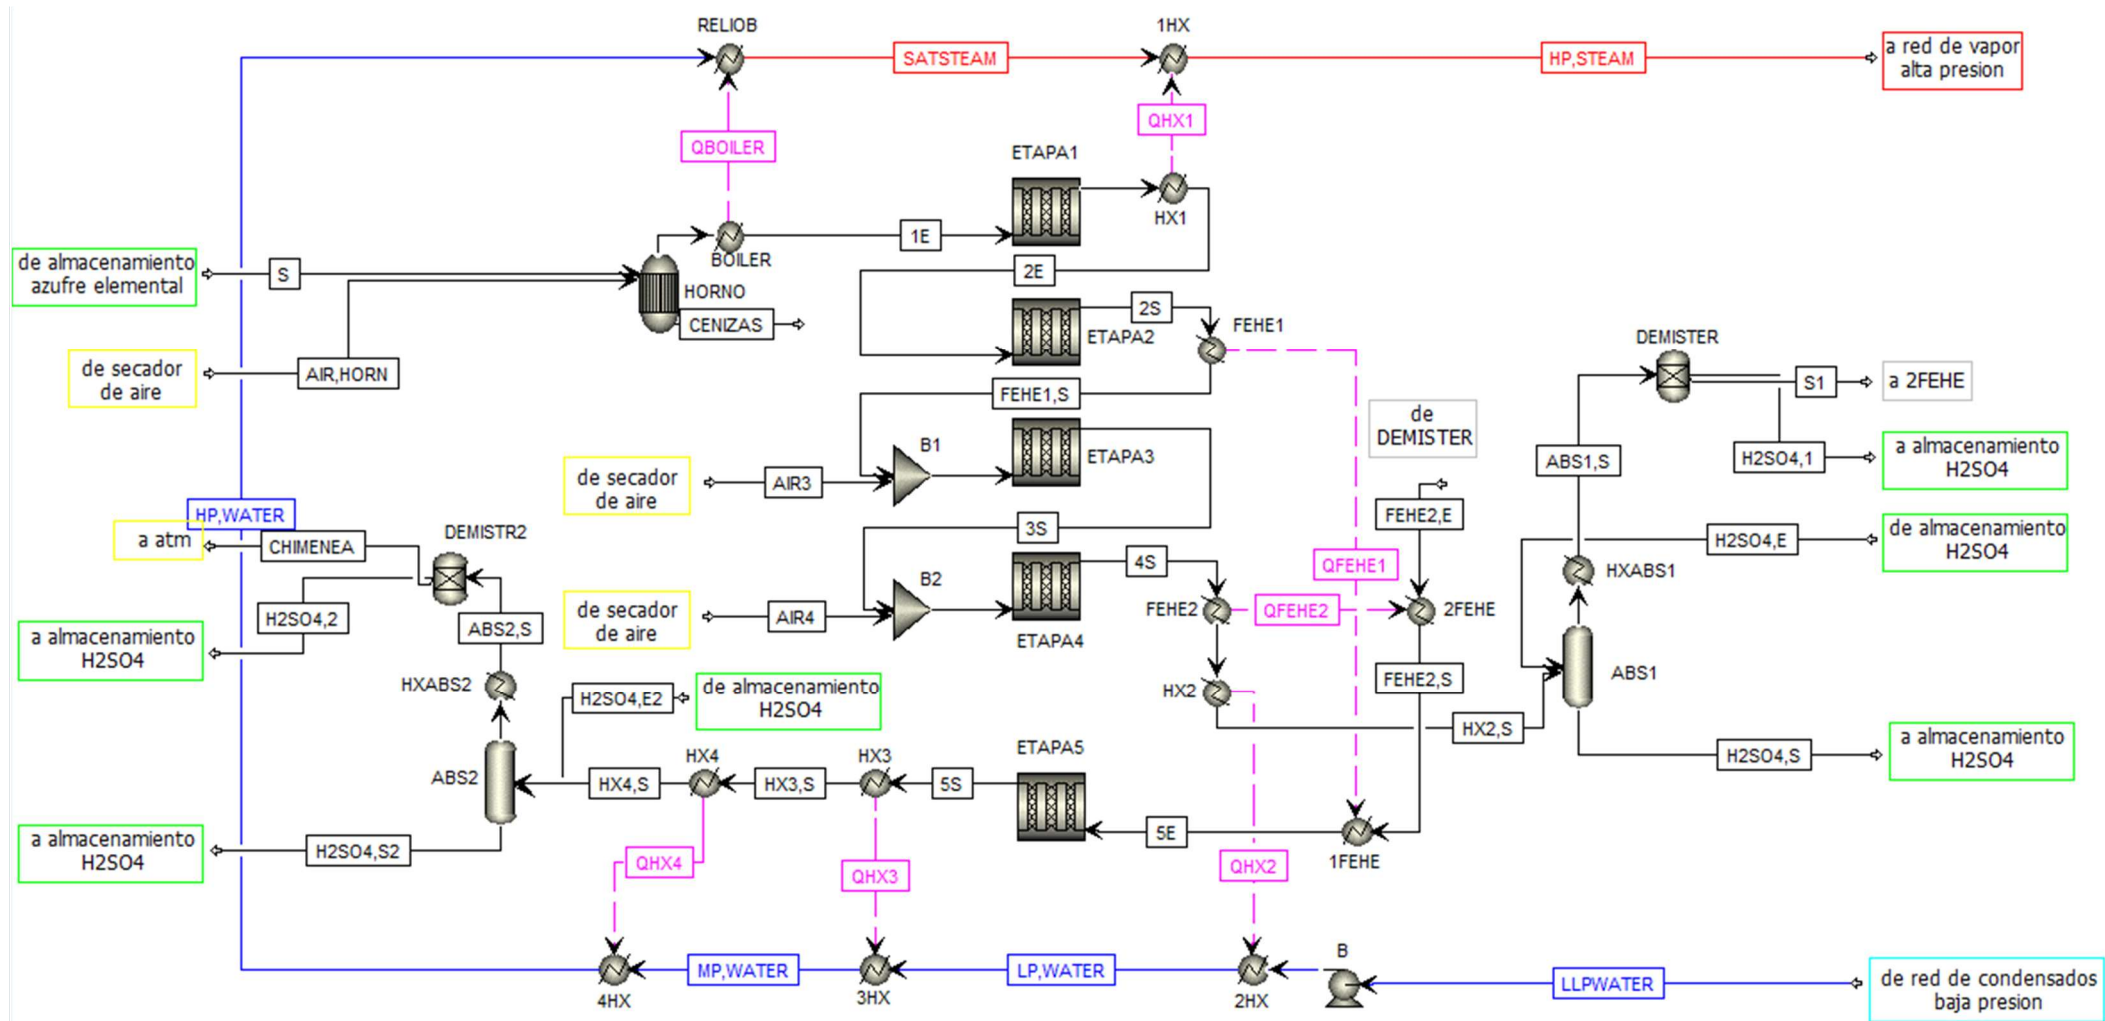 RELIOB
1HX
SATSTEAM
HP,STEAM
a red de vapor
alta presion
QHX1
QBOILER
ETAPA1
HX1
1E
BOILER
de almacenamiento
azufre elemental
S
2E
HORNO
CENIZAS
2S
FEHE1
ETAPA2
DEMISTER
de secador
de aire
AIR,HORN
FEHE1,S
S1
a 2FEHE
de
DEMISTER
B1
ETAPA3
ABS1,S
H2SO4,1
a almacenamiento
H2SO4
de secador
de aire
AIR3
HP,WATER
FEHE2,E
3S
a atm
CHIMENEA
DEMISTR2
H2SO4,E
de almacenamiento
H2SO4
4S
QFEHE1
HXABS1
B2
FEHE2
QFEHE2
2FEHE
de secador
de aire
AIR4
H2SO4,2
ABS2,S
a almacenamiento
H2SO4
ETAPA4
HXABS2
H2SO4,E2
de almacenamiento
H2SO4
HX2
FEHE2,S
ABS1
HX2,S
ETAPA5
HX4
HX3
a almacenamiento
H2SO4
H2SO4,S
ABS2
HX4,S
HX3,S
5S
5E
1FEHE
a almacenamiento
H2SO4
H2SO4,S2
QHX4
QHX3
QHX2
B
MP,WATER
LP,WATER
LLPWATER
de red de condensados
baja presion
4HX
3HX
2HX